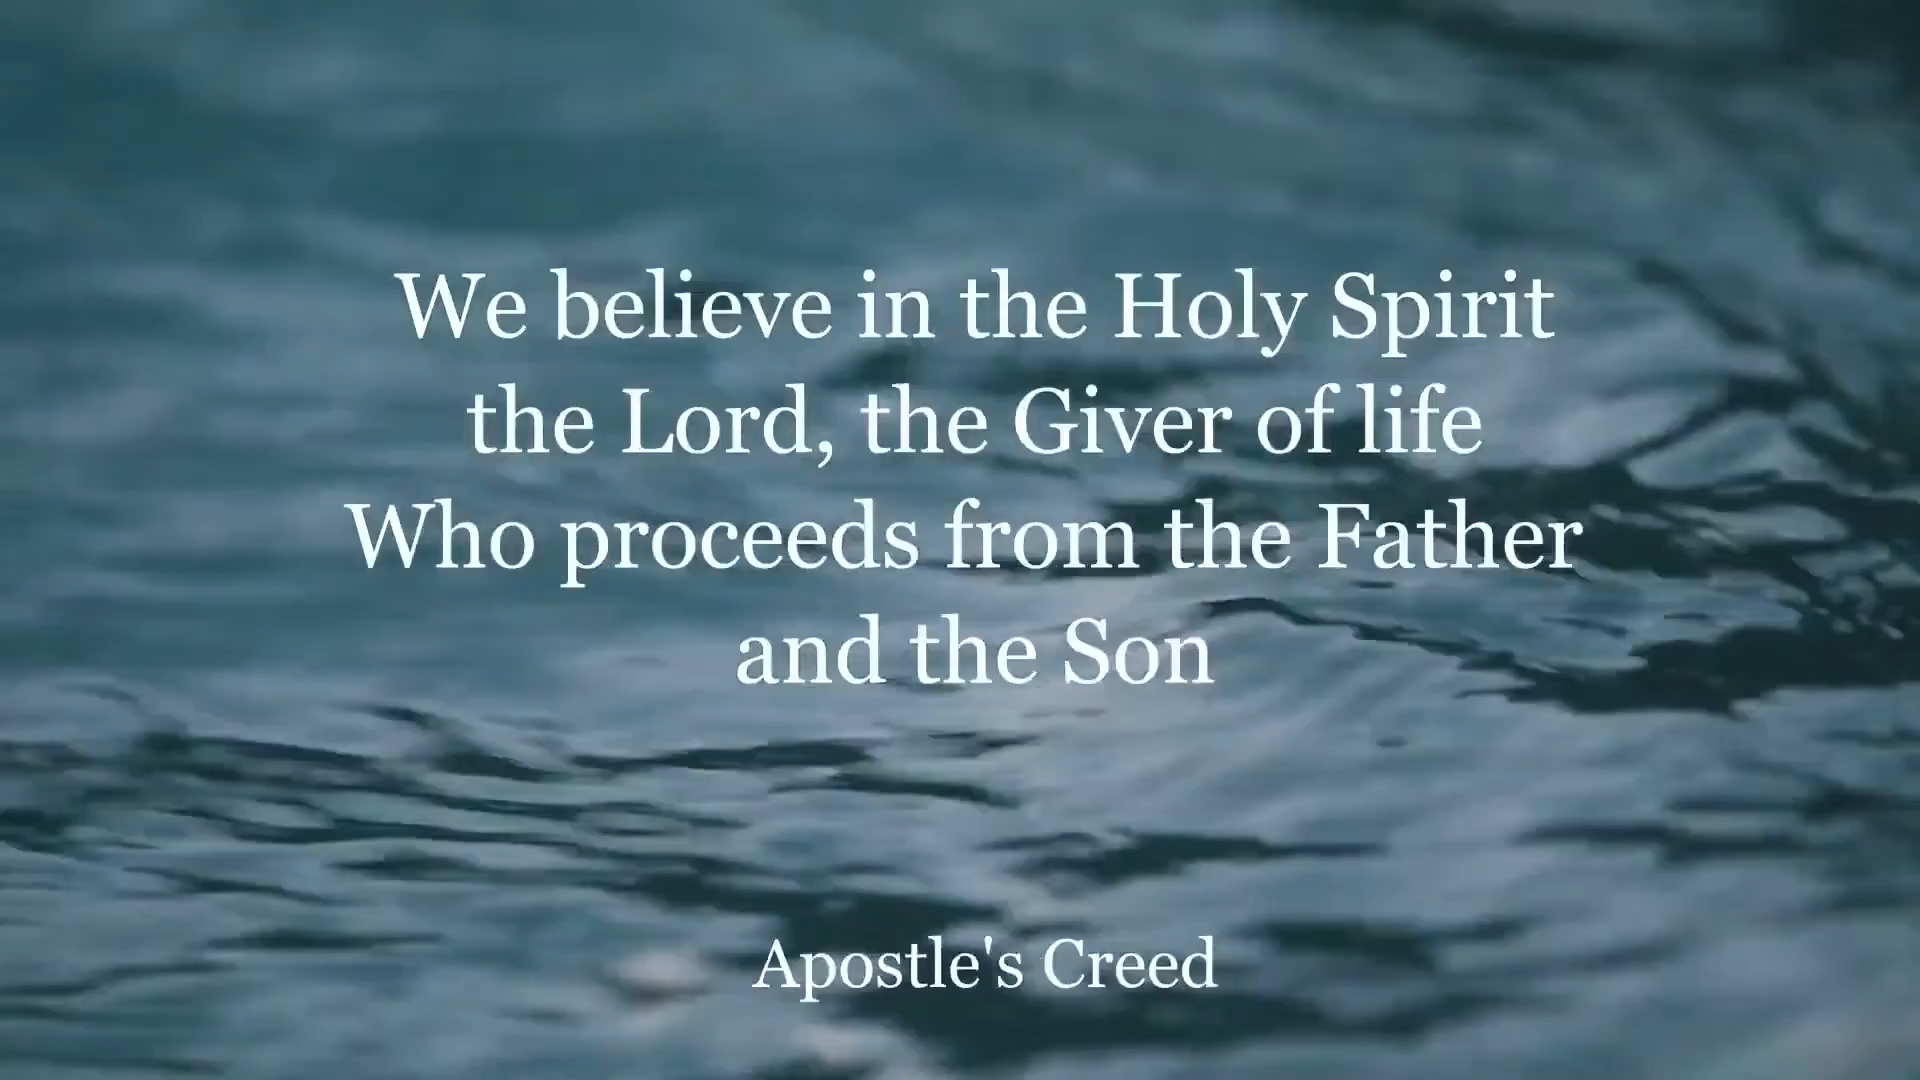 We believe in the Holy Spirit
the Lord, the Giver of life
Who proceeds from the Father
and the Son
Apostle's Creed